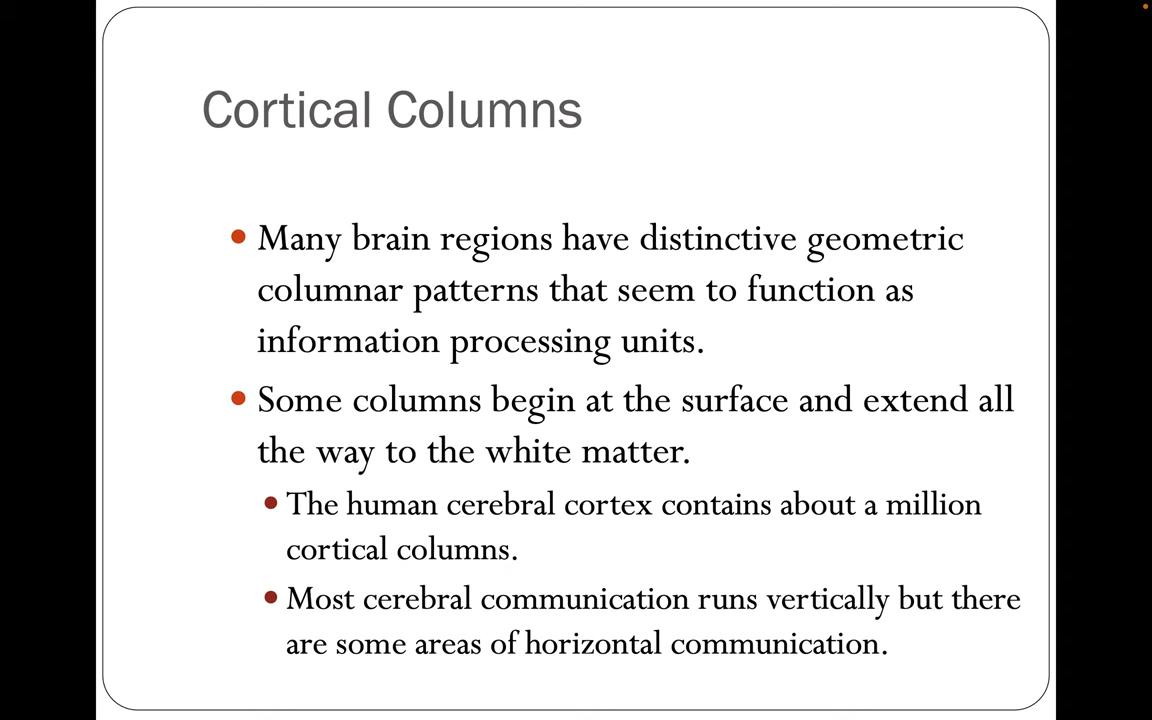 Cortical Columns
• Many brain regions have distinctive geometric
columnar patterns that seem to function as
information processing units.
• Some columns begin at the surface and extend all
the way to the white matter.
• The human cerebral cortex contains about a million
cortical columns.
• Most cerebral communication runs vertically but there
are some areas of horizontal communication.